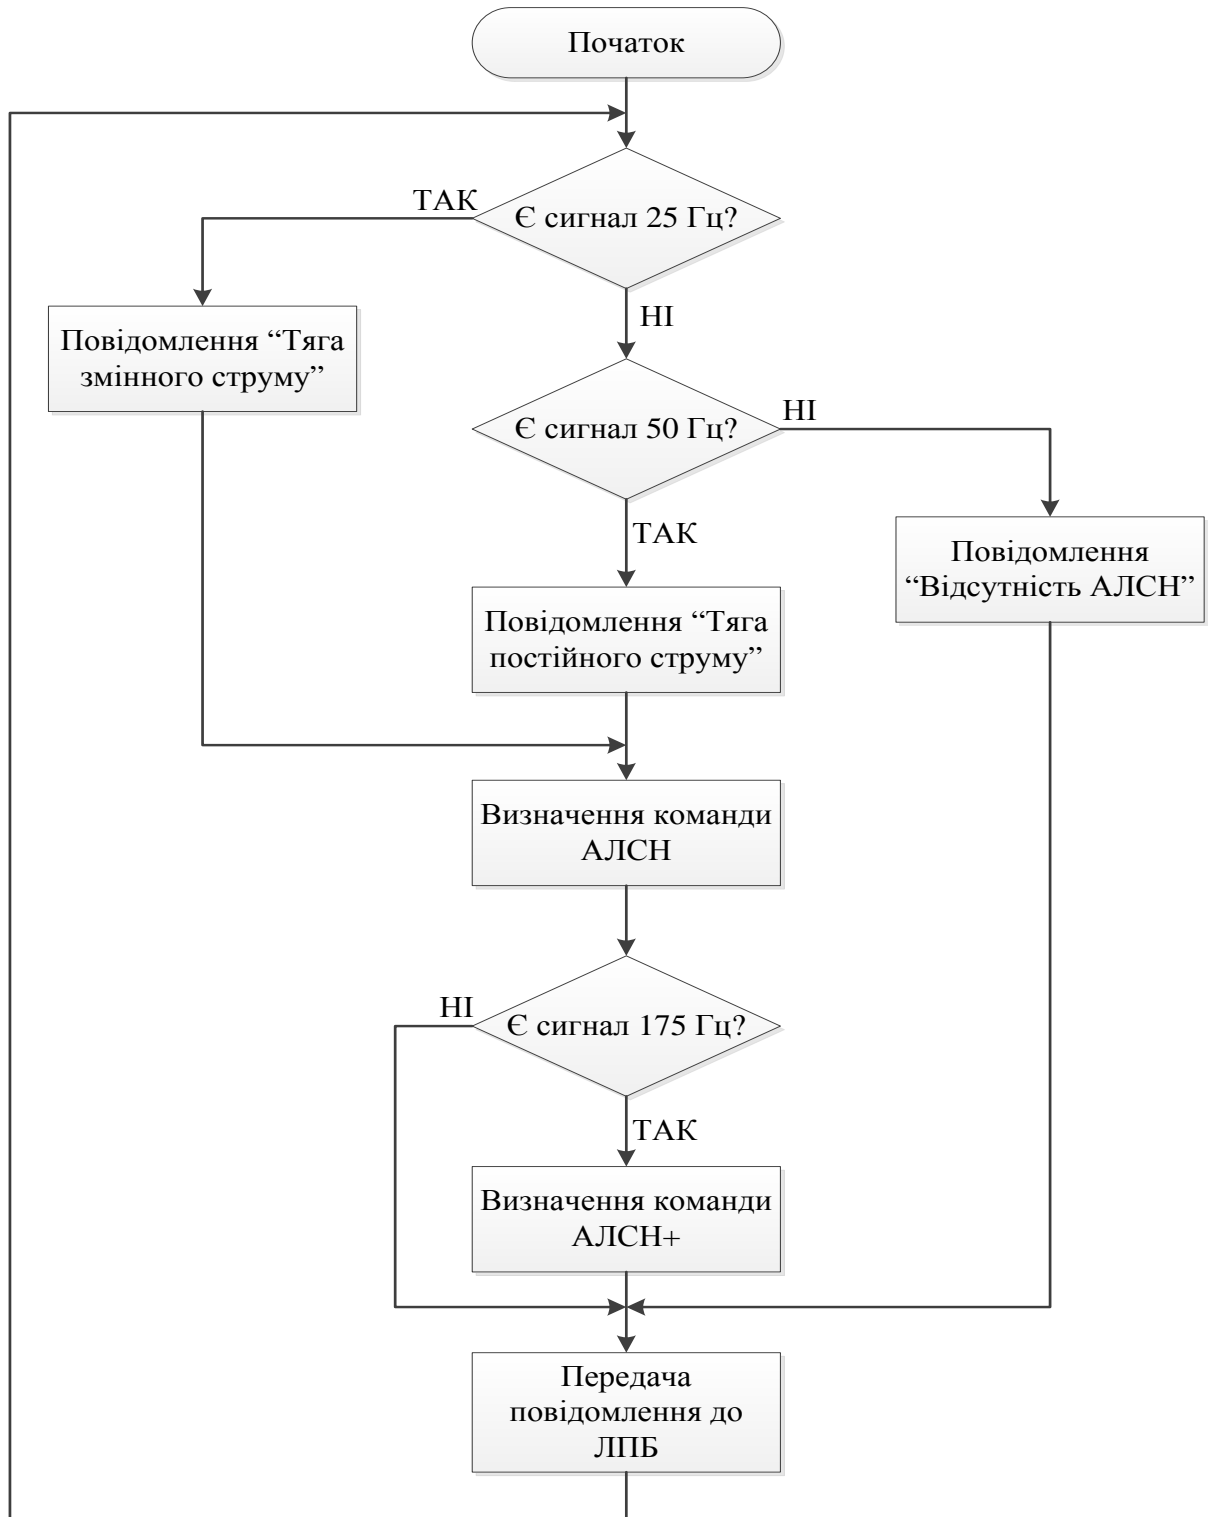 Початок
ТАК
Є сигнал 25 Гц?
НІ
Повідомлення “Тяга
змінного струму”
Є сигнал 50 Гц?
НІ
ТАК
Повідомлення
“Відсутність АЛСН”
Повідомлення “Тяга
постійного струму”
Визначення команди
АЛСН
НІ
Є сигнал 175 Гц?
ТАК
Визначення команди
АЛСН+
Передача
повідомлення до
ЛПБ